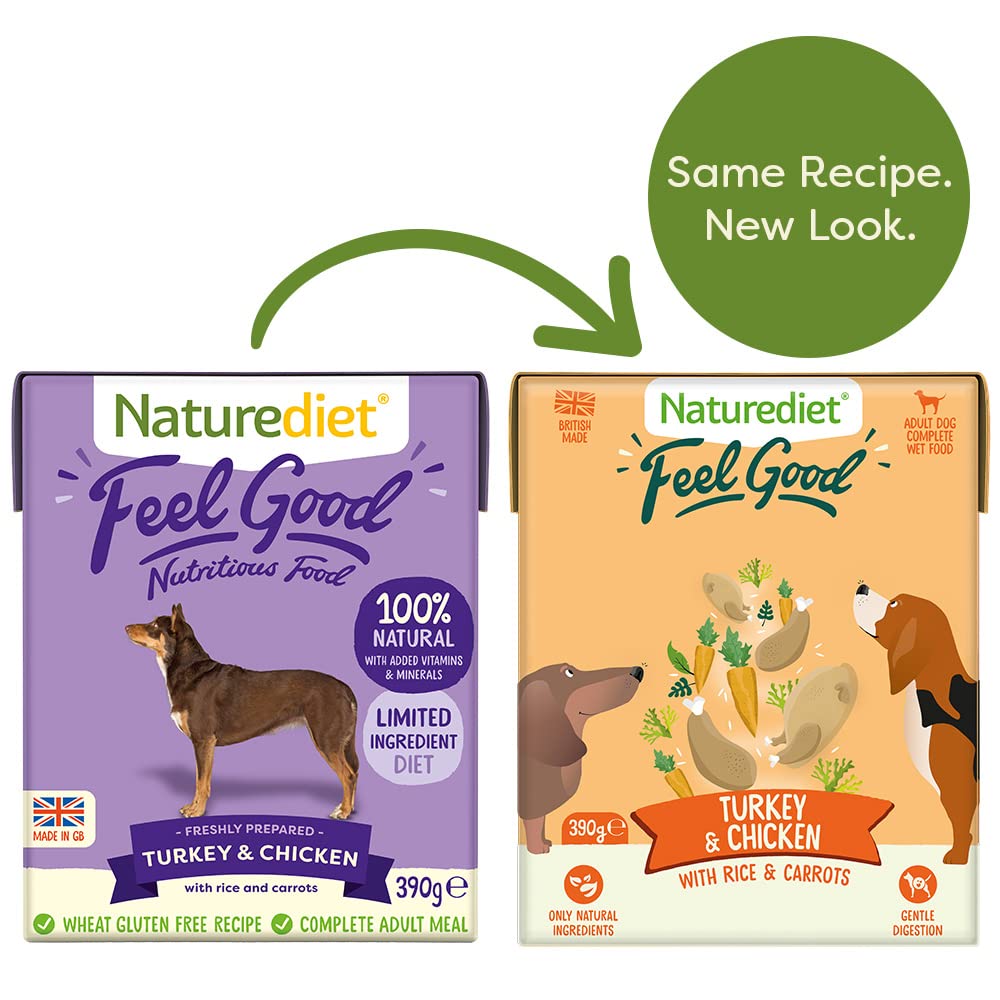 Same Recipe.
New Look.
Naturediet®
Feel Good
Nutritious Food
100%
NATURAL
WITH ADDED VITAMINS
& MINERALS
LIMITED
INGREDIENT
DIET
MADE IN GB
- FRESHLY PREPARED -
TURKEY & CHICKEN
with rice and carrots
390g℮
WHEAT GLUTEN FREE RECIPE
COMPLETE ADULT MEAL
BRITISH
MADE
Naturediet®
ADULT DOG
COMPLETE
WET FOOD
Feel Good
390g℮
TURKEY
& CHICKEN
WITH RICE & CARROTS
ONLY NATURAL
INGREDIENTS
GENTLE
DIGESTION